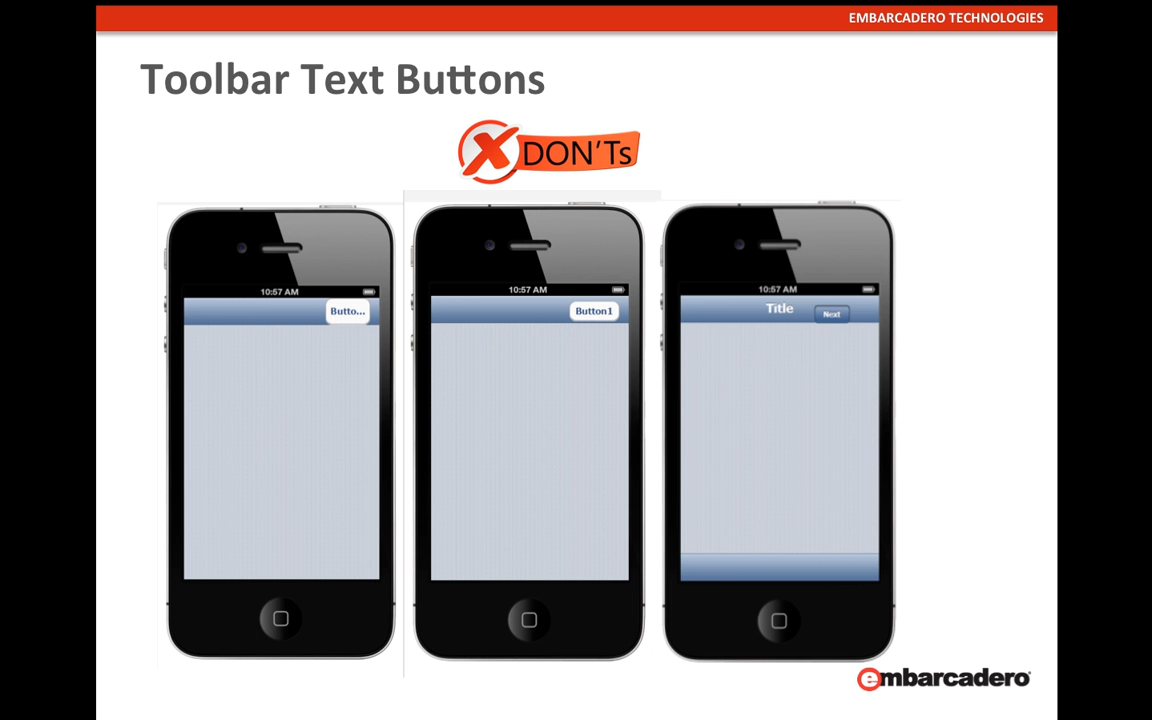 EMBARCADERO TECHNOLOGIES
Toolbar Text Buttons
X DON'Ts
10:57 AM
Butto...
10:57 AM
Button1
10:57 AM
Title
Next
embarcadero